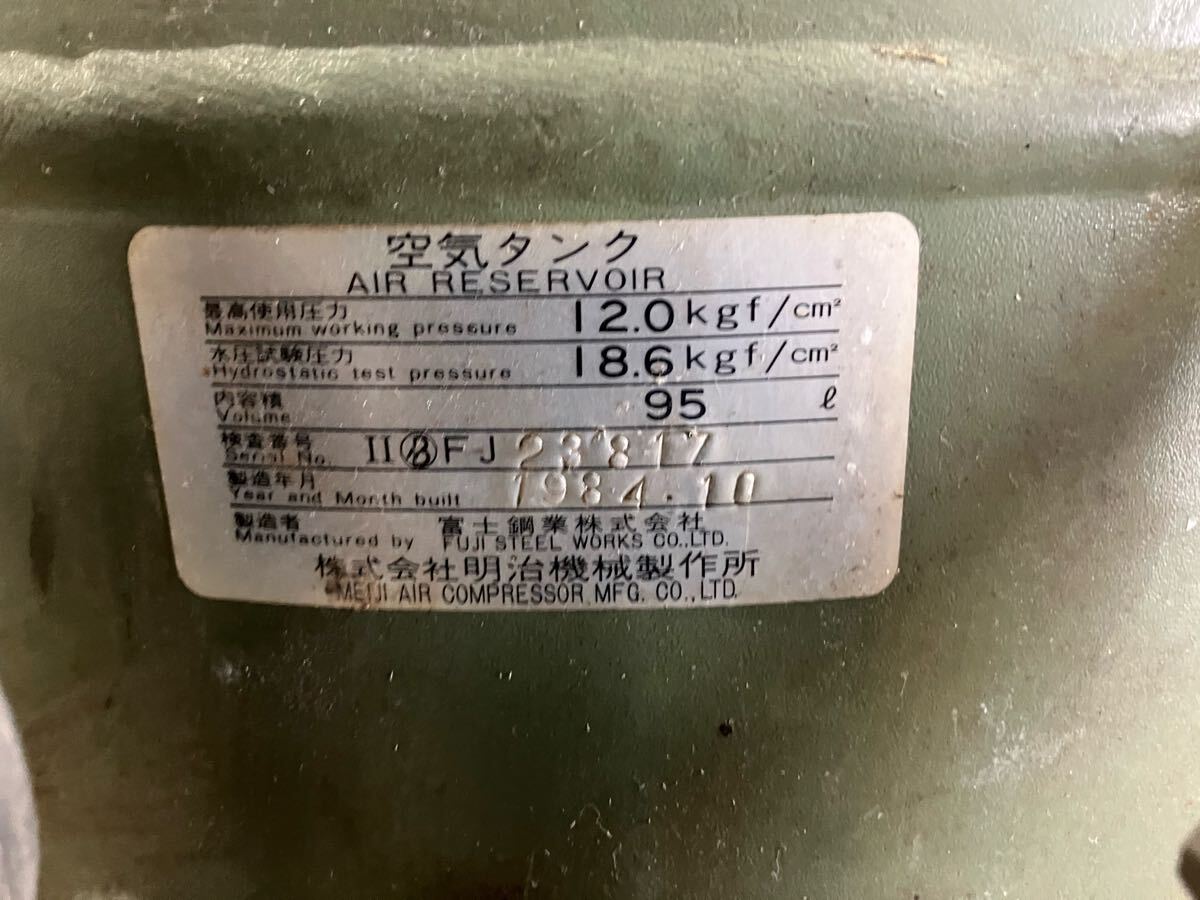 空気タンク
AIR RESERVOIR
最高使用圧力 12.0kgf/cm²
Maximum working pressure
水圧試験圧力 18.6kgf/cm²
Hydrostatic test pressure
内容積 95 ℓ
Volume
検査番号 II FJ 23817
Serial No.
製造年月 1984.10
Year and Month built
製造者 富士鋼業株式会社
Manufactured by FUJI STEEL WORKS CO.,LTD.
株式会社明治機械製作所
MEIJI AIR COMPRESSOR MFG. CO.,LTD.